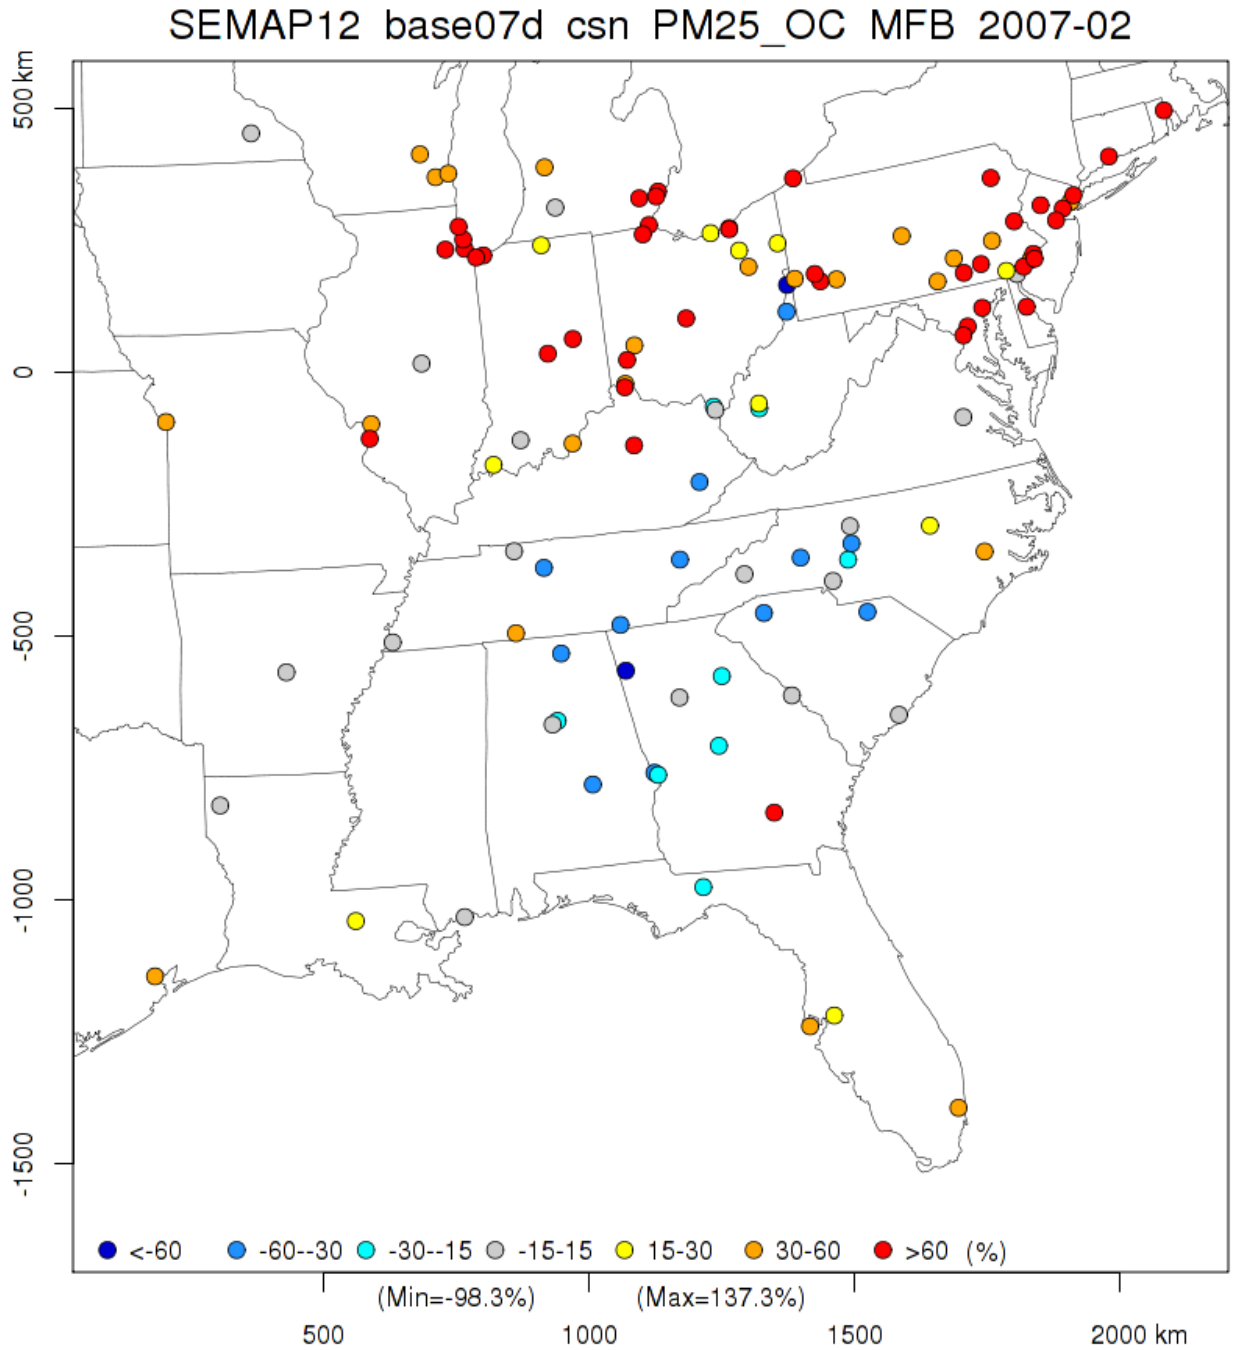 SEMAP12 base07d csn PM25_OC MFB 2007-02
500 km
0
-500
-1000
-1500
<-60 -60--30 -30--15 -15-15 15-30 30-60 >60 (%)
(Min=-98.3%) (Max=137.3%)
500 1000 1500 2000 km